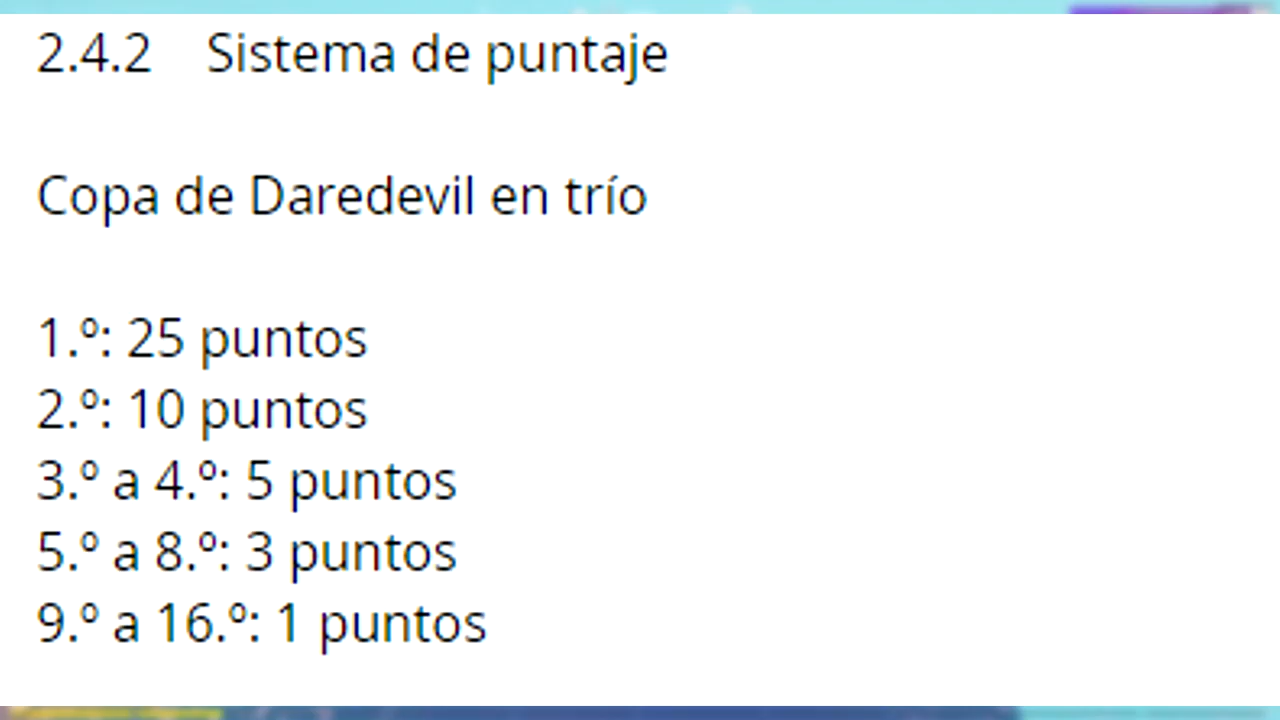 2.4.2 Sistema de puntaje
Copa de Daredevil en trío
1.º: 25 puntos
2.º: 10 puntos
3.º a 4.º: 5 puntos
5.º a 8.º: 3 puntos
9.º a 16.º: 1 puntos